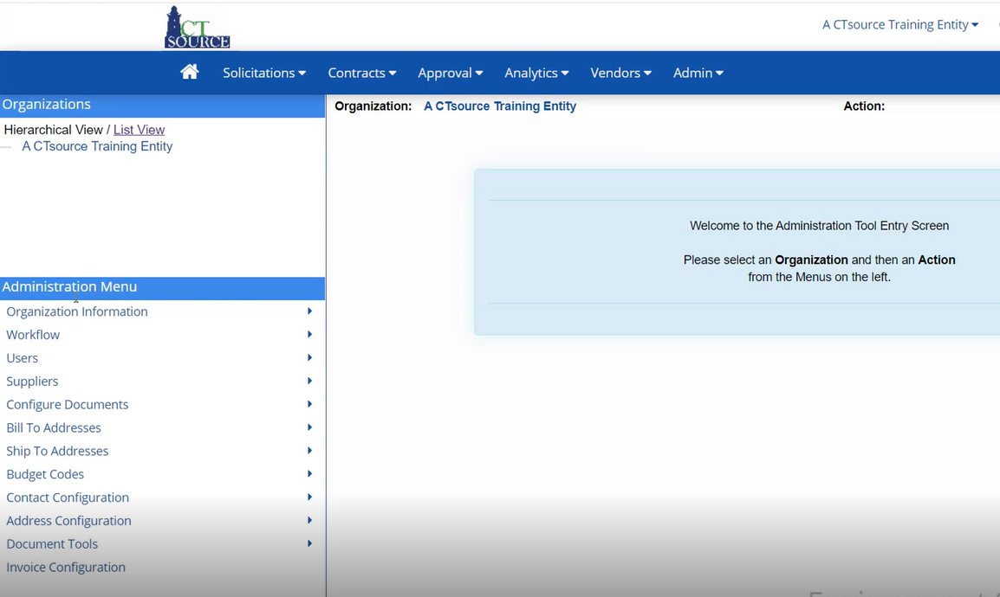 CT
SOURCE
A CTsource Training Entity
Solicitations
Contracts
Approval
Analytics
Vendors
Admin
Organizations
Hierarchical View / List View
A CTsource Training Entity
Organization: A CTsource Training Entity
Action:
Welcome to the Administration Tool Entry Screen
Please select an Organization and then an Action
from the Menus on the left.
Administration Menu
Organization Information
Workflow
Users
Suppliers
Configure Documents
Bill To Addresses
Ship To Addresses
Budget Codes
Contact Configuration
Address Configuration
Document Tools
Invoice Configuration